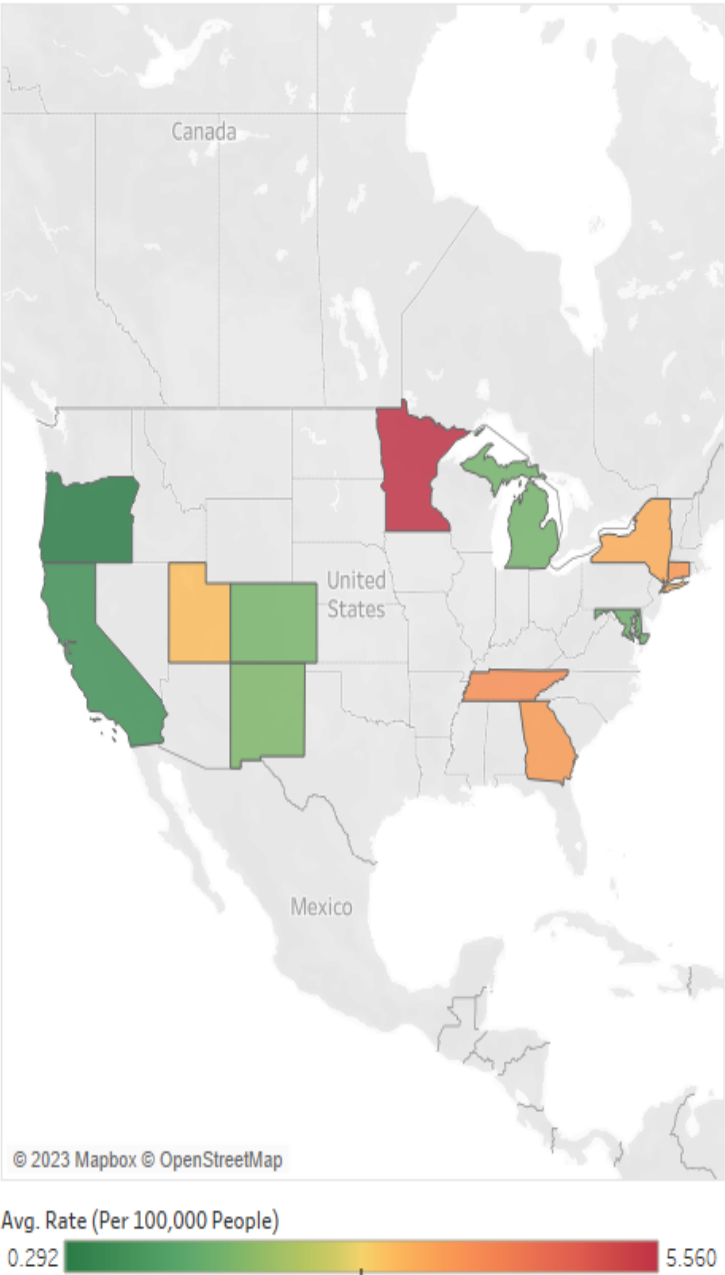 Canada
United
States
Mexico
© 2023 Mapbox © OpenStreetMap
Avg. Rate (Per 100,000 People)
0.292 5.560